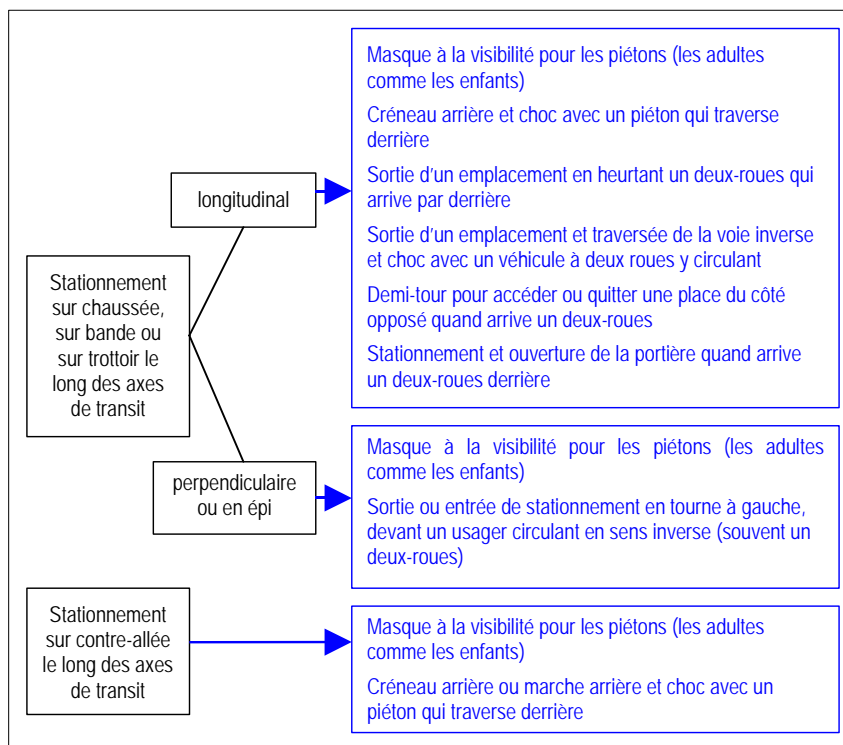 Masque à la visibilité pour les piétons (les adultes
comme les enfants)
Créneau arrière et choc avec un piéton qui traverse
derrière
Sortie d'un emplacement en heurtant un deux-roues qui
arrive par derrière
Sortie d'un emplacement et traversée de la voie inverse
et choc avec un véhicule à deux roues y circulant
Demi-tour pour accéder ou quitter une place du côté
opposé quand arrive un deux-roues
Stationnement et ouverture de la portière quand arrive
un deux-roues derrière
longitudinal
Stationnement
sur chaussée,
sur bande ou
sur trottoir le
long des axes
de transit
perpendiculaire
ou en épi
Masque à la visibilité pour les piétons (les adultes
comme les enfants)
Sortie ou entrée de stationnement en tourne à gauche,
devant un usager circulant en sens inverse (souvent un
deux-roues)
Stationnement
sur contre-allée
le long des axes
de transit
Masque à la visibilité pour les piétons (les adultes
comme les enfants)
Créneau arrière ou marche arrière et choc avec un
piéton qui traverse derrière